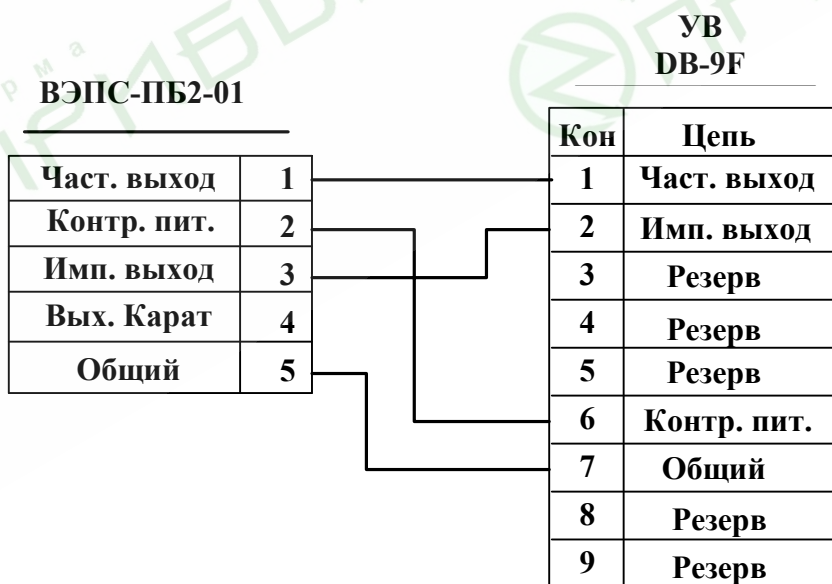 УВ
DB-9F
ВЭПС-ПБ2-01
Част. выход 1
Контр. пит. 2
Имп. выход 3
Вых. Карат 4
Общий 5
Кон Цепь
1 Част. выход
2 Имп. выход
3 Резерв
4 Резерв
5 Резерв
6 Контр. пит.
7 Общий
8 Резерв
9 Резерв